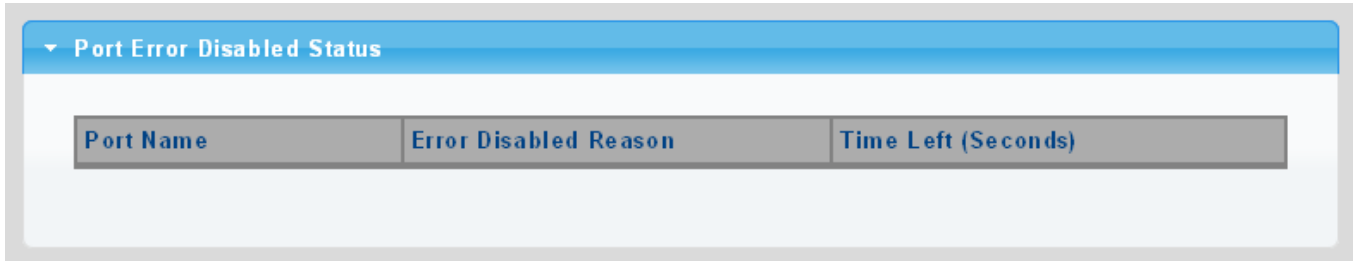 Port Error Disabled Status
Port Name Error Disabled Reason Time Left (Seconds)